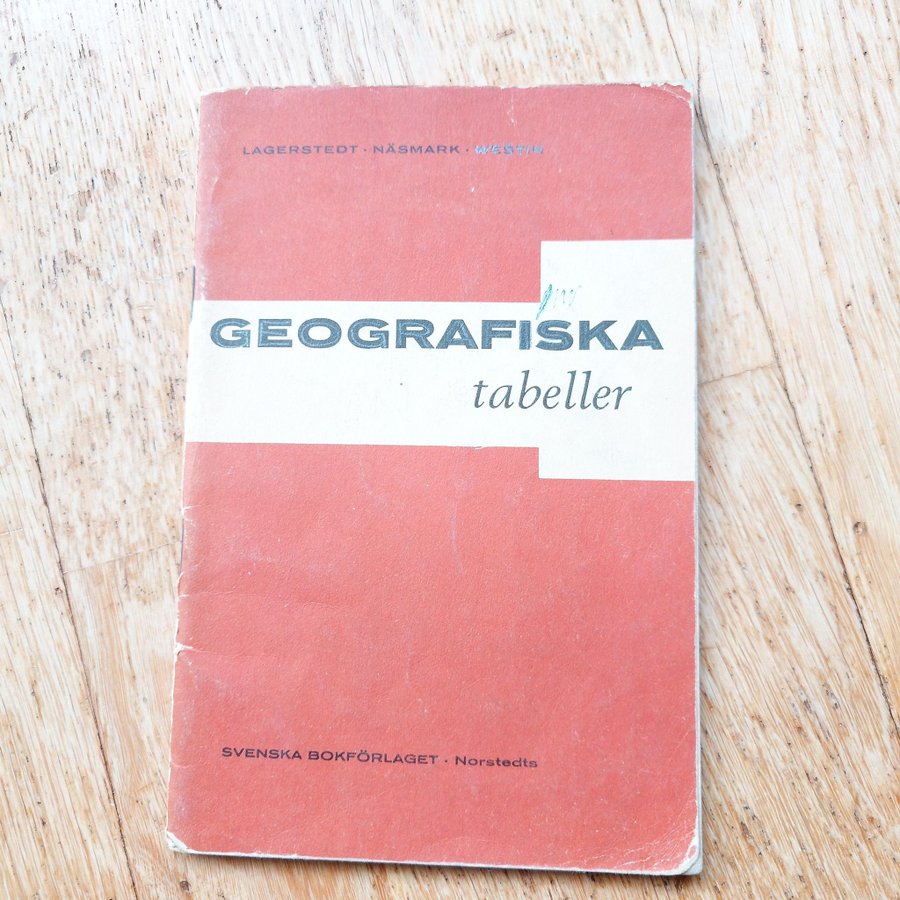 LAGERSTEDT · NÄSMARK · WESTIN
GEOGRAFISKA
tabeller
SVENSKA BOKFÖRLAGET · Norstedts